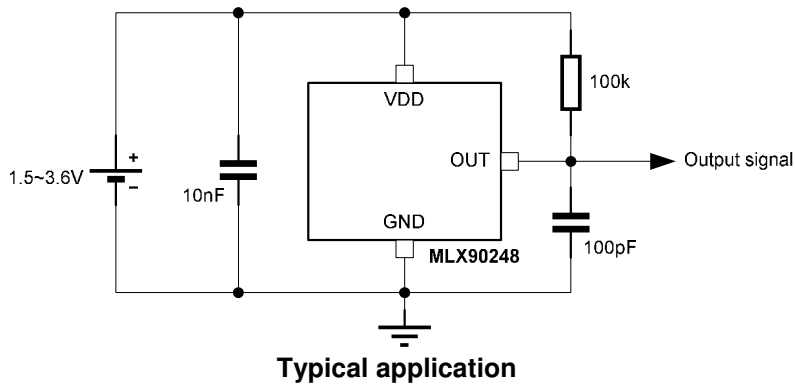 VDD
100k
OUT
Output signal
+
1.5~3.6V
−
10nF
GND
MLX90248
100pF
Typical application